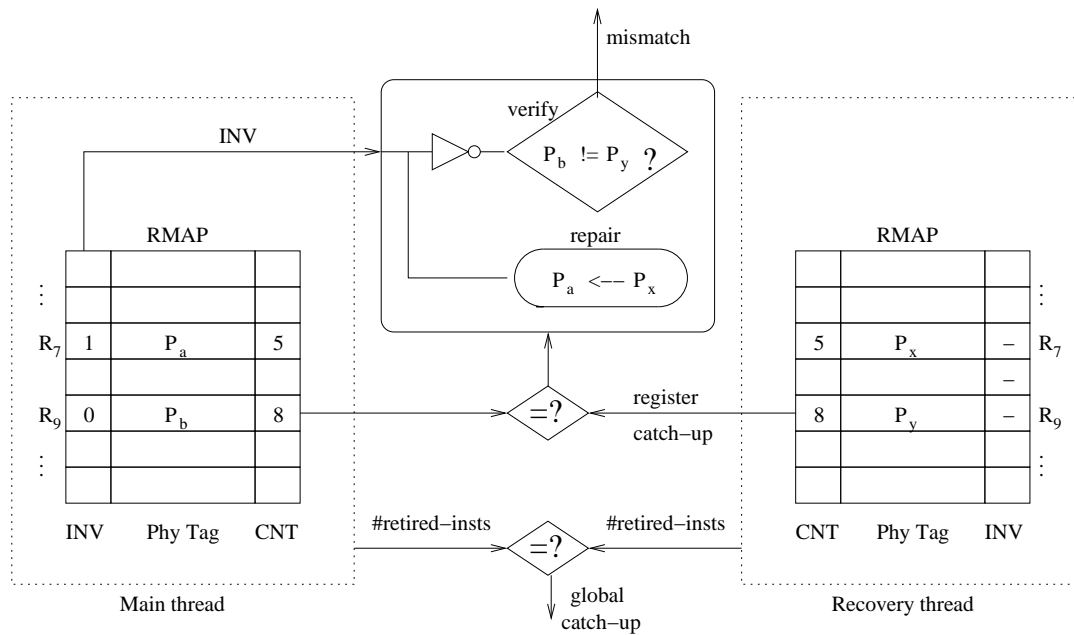 mismatch
verify
INV
P_b != P_y ?
RMAP
repair
RMAP
P_a <-- P_x
⋮
⋮
R_7 1 P_a 5
5 P_x – R_7
–
=?
register
catch-up
R_9 0 P_b 8
8 P_y – R_9
⋮
⋮
INV Phy Tag CNT
#retired-insts
#retired-insts
CNT Phy Tag INV
=?
global
catch-up
Main thread
Recovery thread